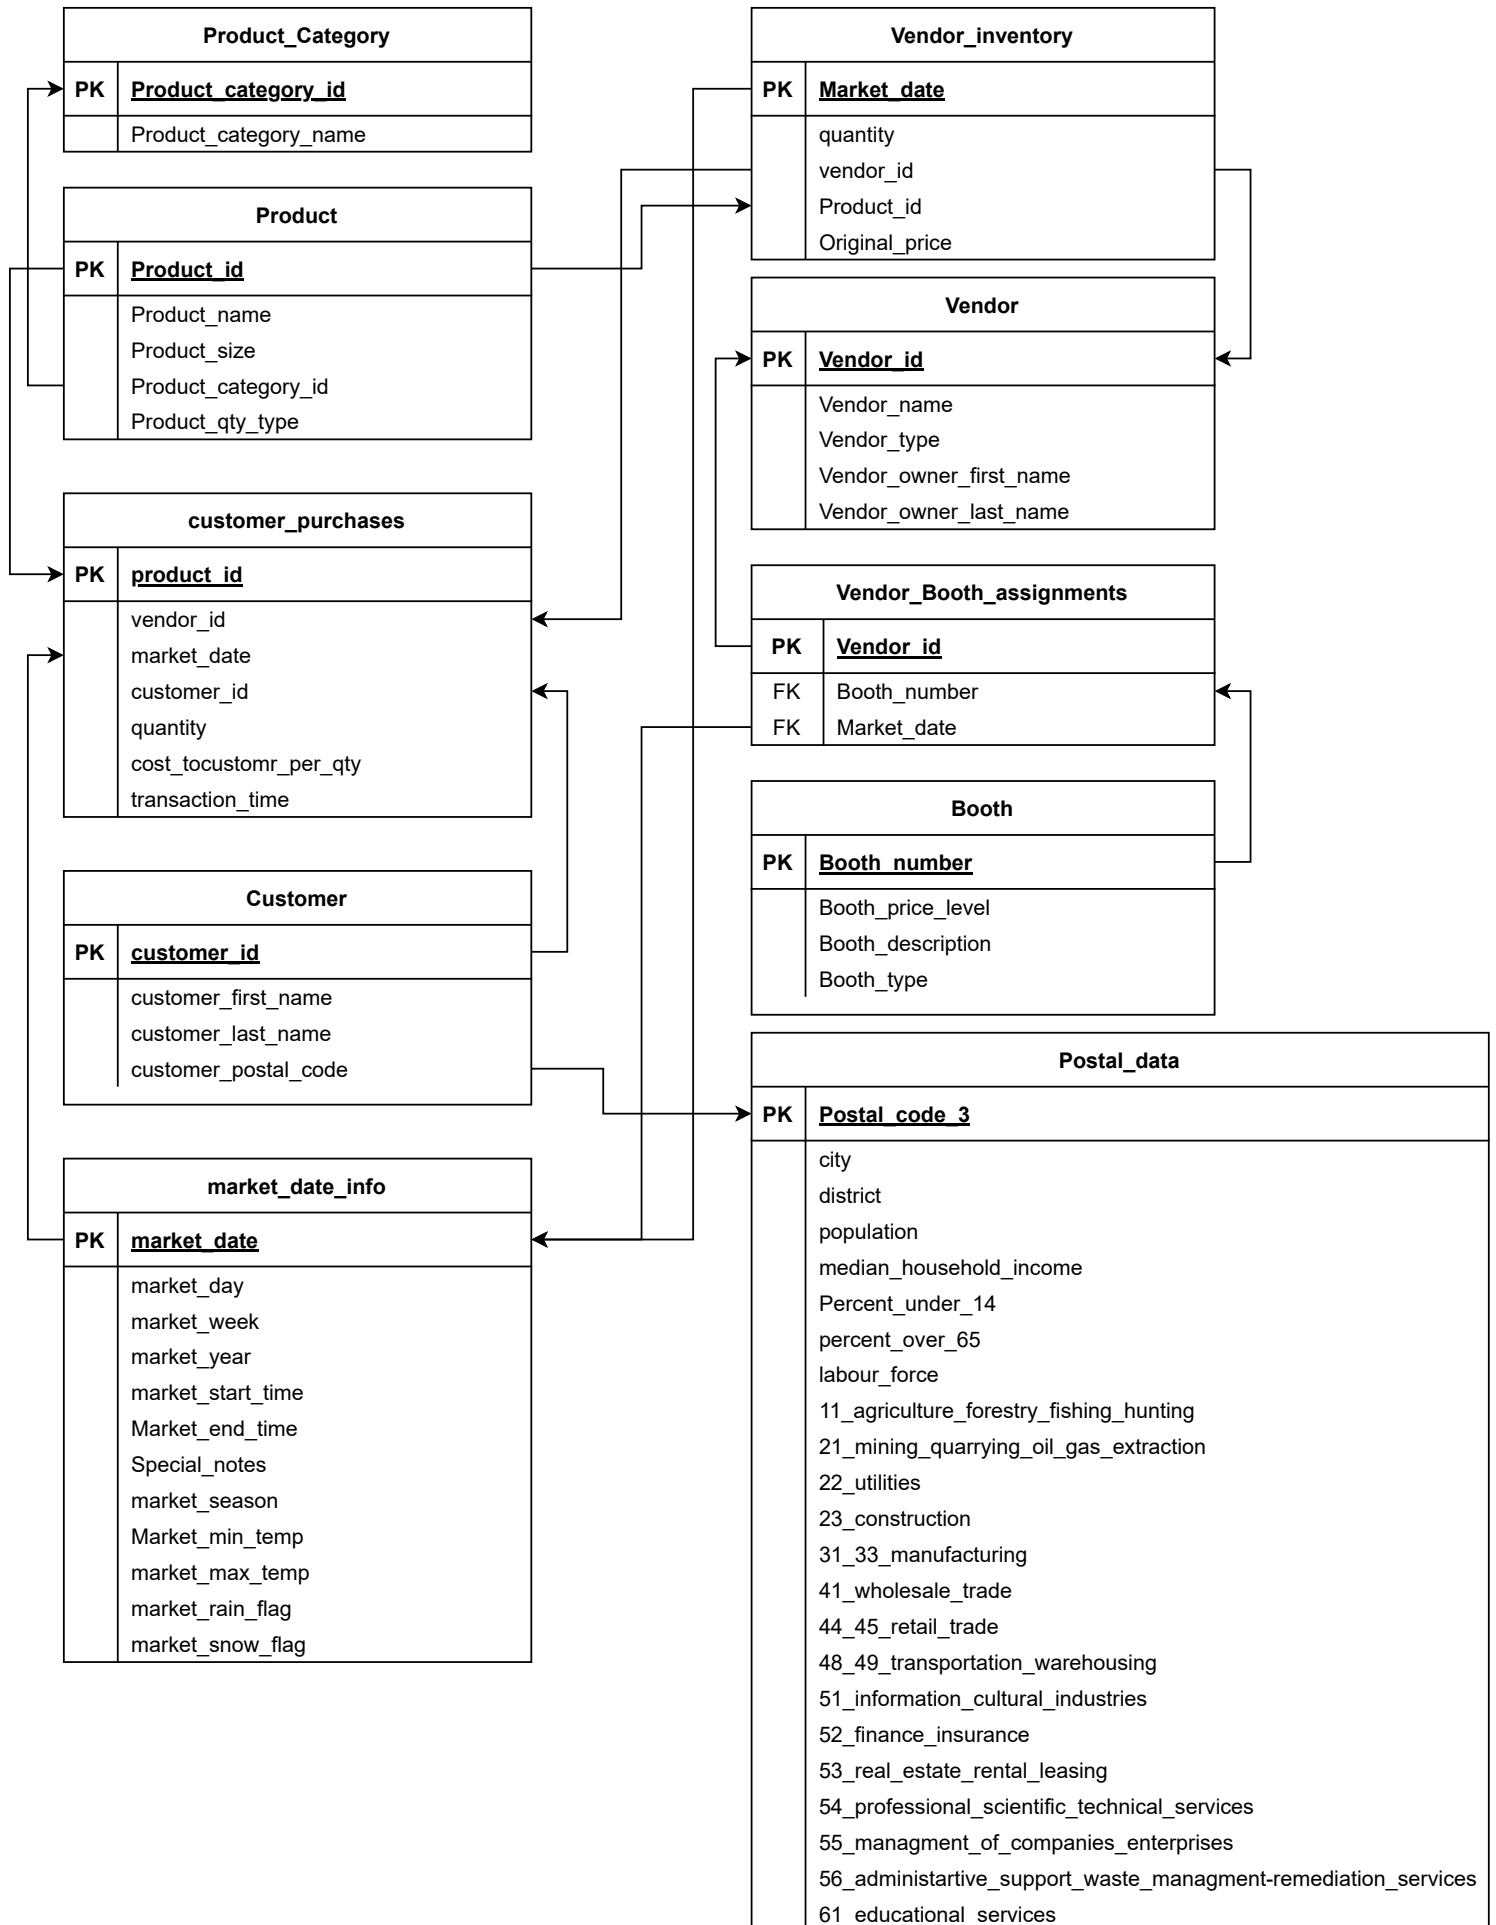 Product_Category
PK Product_category_id
Product_category_name
Product
PK Product_id
Product_name
Product_size
Product_category_id
Product_qty_type
customer_purchases
PK product_id
vendor_id
market_date
customer_id
quantity
cost_tocustomr_per_qty
transaction_time
Customer
PK customer_id
customer_first_name
customer_last_name
customer_postal_code
market_date_info
PK market_date
market_day
market_week
market_year
market_start_time
Market_end_time
Special_notes
market_season
Market_min_temp
market_max_temp
market_rain_flag
market_snow_flag
Vendor_inventory
PK Market_date
quantity
vendor_id
Product_id
Original_price
Vendor
PK Vendor_id
Vendor_name
Vendor_type
Vendor_owner_first_name
Vendor_owner_last_name
Vendor_Booth_assignments
PK Vendor_id
FK Booth_number
FK Market_date
Booth
PK Booth_number
Booth_price_level
Booth_description
Booth_type
Postal_data
PK Postal_code_3
city
district
population
median_household_income
Percent_under_14
percent_over_65
labour_force
11_agriculture_forestry_fishing_hunting
21_mining_quarrying_oil_gas_extraction
22_utilities
23_construction
31_33_manufacturing
41_wholesale_trade
44_45_retail_trade
48_49_transportation_warehousing
51_information_cultural_industries
52_finance_insurance
53_real_estate_rental_leasing
54_professional_scientific_technical_services
55_managment_of_companies_enterprises
56_administartive_support_waste_managment-remediation_services
61_educational_services